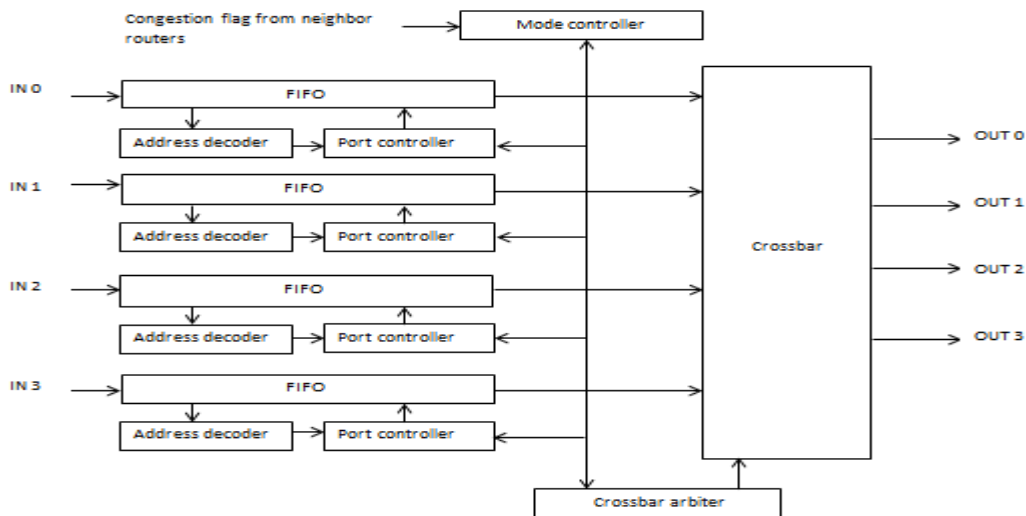 Congestion flag from neighbor
routers
Mode controller
IN 0
FIFO
Address decoder
Port controller
IN 1
FIFO
Address decoder
Port controller
IN 2
FIFO
Address decoder
Port controller
IN 3
FIFO
Address decoder
Port controller
Crossbar
OUT 0
OUT 1
OUT 2
OUT 3
Crossbar arbiter